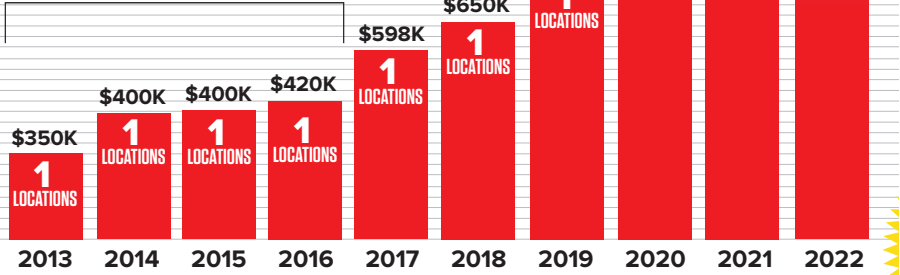 $650K
$598K
$420K
$400K
$400K
$350K
1
LOCATIONS
1
LOCATIONS
1
LOCATIONS
1
LOCATIONS
1
LOCATIONS
1
LOCATIONS
LOCATIONS
2013 2014 2015 2016 2017 2018 2019 2020 2021 2022